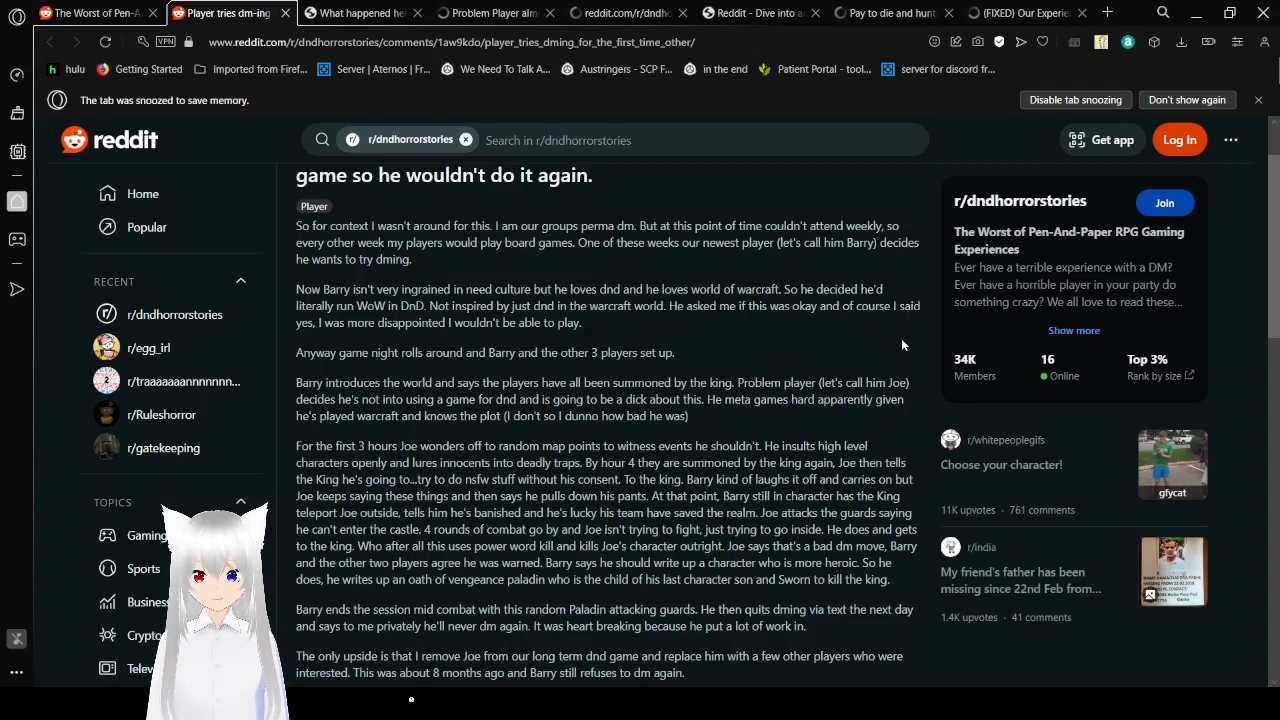 The Worst of Pen-A
Player tries dm-ing
What happened he
Problem Player alm
reddit.com/r/dndho
Reddit - Dive into a
Pay to die and hunt
(FIXED) Our Experie
VPN
www.reddit.com/r/dndhorrorstories/comments/1aw9kdo/player_tries_dming_for_the_first_time_other/
hulu
Getting Started
Imported from Firef...
Server | Aternos | Fr...
We Need To Talk A...
Austringers - SCP F...
in the end
Patient Portal - tool...
server for discord fr...
The tab was snoozed to save memory.
Disable tab snoozing
Don't show again
reddit
r/dndhorrorstories
Search in r/dndhorrorstories
Get app
Log In
Home
Popular
RECENT
r/dndhorrorstories
r/egg_irl
r/traaaaaaannnnnnn...
r/Ruleshorror
r/gatekeeping
TOPICS
Gaming
Sports
Busines
Crypto
Telev
game so he wouldn't do it again.
Player
So for context I wasn't around for this. I am our groups perma dm. But at this point of time couldn't attend weekly, so
every other week my players would play board games. One of these weeks our newest player (let's call him Barry) decides
he wants to try dming.
Now Barry isn't very ingrained in need culture but he loves dnd and he loves world of warcraft. So he decided he'd
literally run WoW in DnD. Not inspired by just dnd in the warcraft world. He asked me if this was okay and of course I said
yes, I was more disappointed I wouldn't be able to play.
Anyway game night rolls around and Barry and the other 3 players set up.
Barry introduces the world and says the players have all been summoned by the king. Problem player (let's call him Joe)
decides he's not into using a game for dnd and is going to be a dick about this. He meta games hard apparently given
he's played warcraft and knows the plot (I don't so I dunno how bad he was)
For the first 3 hours Joe wonders off to random map points to witness events he shouldn't. He insults high level
characters openly and lures innocents into deadly traps. By hour 4 they are summoned by the king again, Joe then tells
the King he's going to...try to do nsfw stuff without his consent. To the king. Barry kind of laughs it off and carries on but
Joe keeps saying these things and then says he pulls down his pants. At that point, Barry still in character has the King
teleport Joe outside, tells him he's banished and he's lucky his team have saved the realm. Joe attacks the guards saying
he can't enter the castle. 4 rounds of combat go by and Joe isn't trying to fight, just trying to go inside. He does and gets
to the king. Who after all this uses power word kill and kills Joe's character outright. Joe says that's a bad dm move, Barry
and the other two players agree he was warned. Barry says he should write up a character who is more heroic. So he
does, he writes up an oath of vengeance paladin who is the child of his last character son and Sworn to kill the king.
Barry ends the session mid combat with this random Paladin attacking guards. He then quits dming via text the next day
and says to me privately he'll never dm again. It was heart breaking because he put a lot of work in.
The only upside is that I remove Joe from our long term dnd game and replace him with a few other players who were
interested. This was about 8 months ago and Barry still refuses to dm again.
r/dndhorrorstories
Join
The Worst of Pen-And-Paper RPG Gaming
Experiences
Ever have a terrible experience with a DM?
Ever have a horrible player in your party do
something crazy? We all love to read these...
Show more
34K
16
Top 3%
Members
Online
Rank by size
r/whitepeoplegifs
Choose your character!
gfycat
11K upvotes · 761 comments
r/india
My friend's father has been
missing since 22nd Feb from...
1.4K upvotes · 41 comments